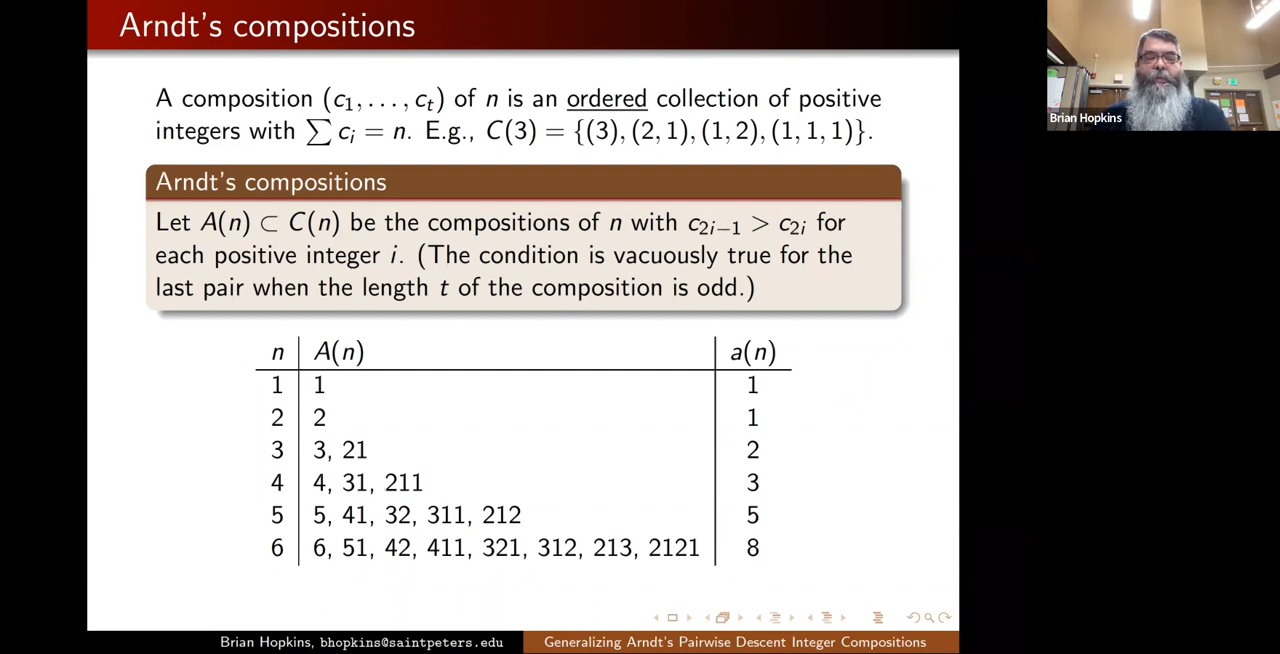 Arndt's compositions
Brian Hopkins
A composition (c₁, . . . , cₜ) of n is an ordered collection of positive
integers with ∑ cᵢ = n. E.g., C(3) = {(3), (2, 1), (1, 2), (1, 1, 1)}.
Arndt's compositions
Let A(n) ⊂ C(n) be the compositions of n with c₂ᵢ₋₁ > c₂ᵢ for
each positive integer i. (The condition is vacuously true for the
last pair when the length t of the composition is odd.)
n A(n) a(n)
1 1 1
2 2 1
3 3, 21 2
4 4, 31, 211 3
5 5, 41, 32, 311, 212 5
6 6, 51, 42, 411, 321, 312, 213, 2121 8
Brian Hopkins, bhopkins@saintpeters.edu Generalizing Arndt's Pairwise Descent Integer Compositions